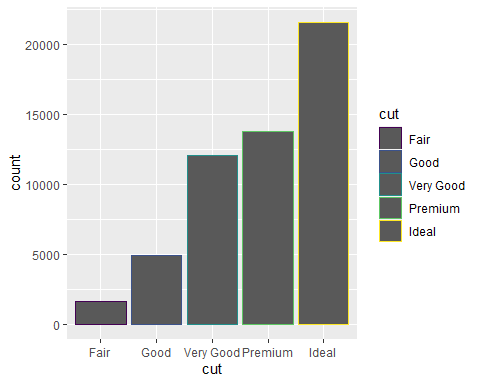 20000
15000
10000
5000
0
count
Fair
Good
Very Good
Premium
Ideal
cut
cut
Fair
Good
Very Good
Premium
Ideal